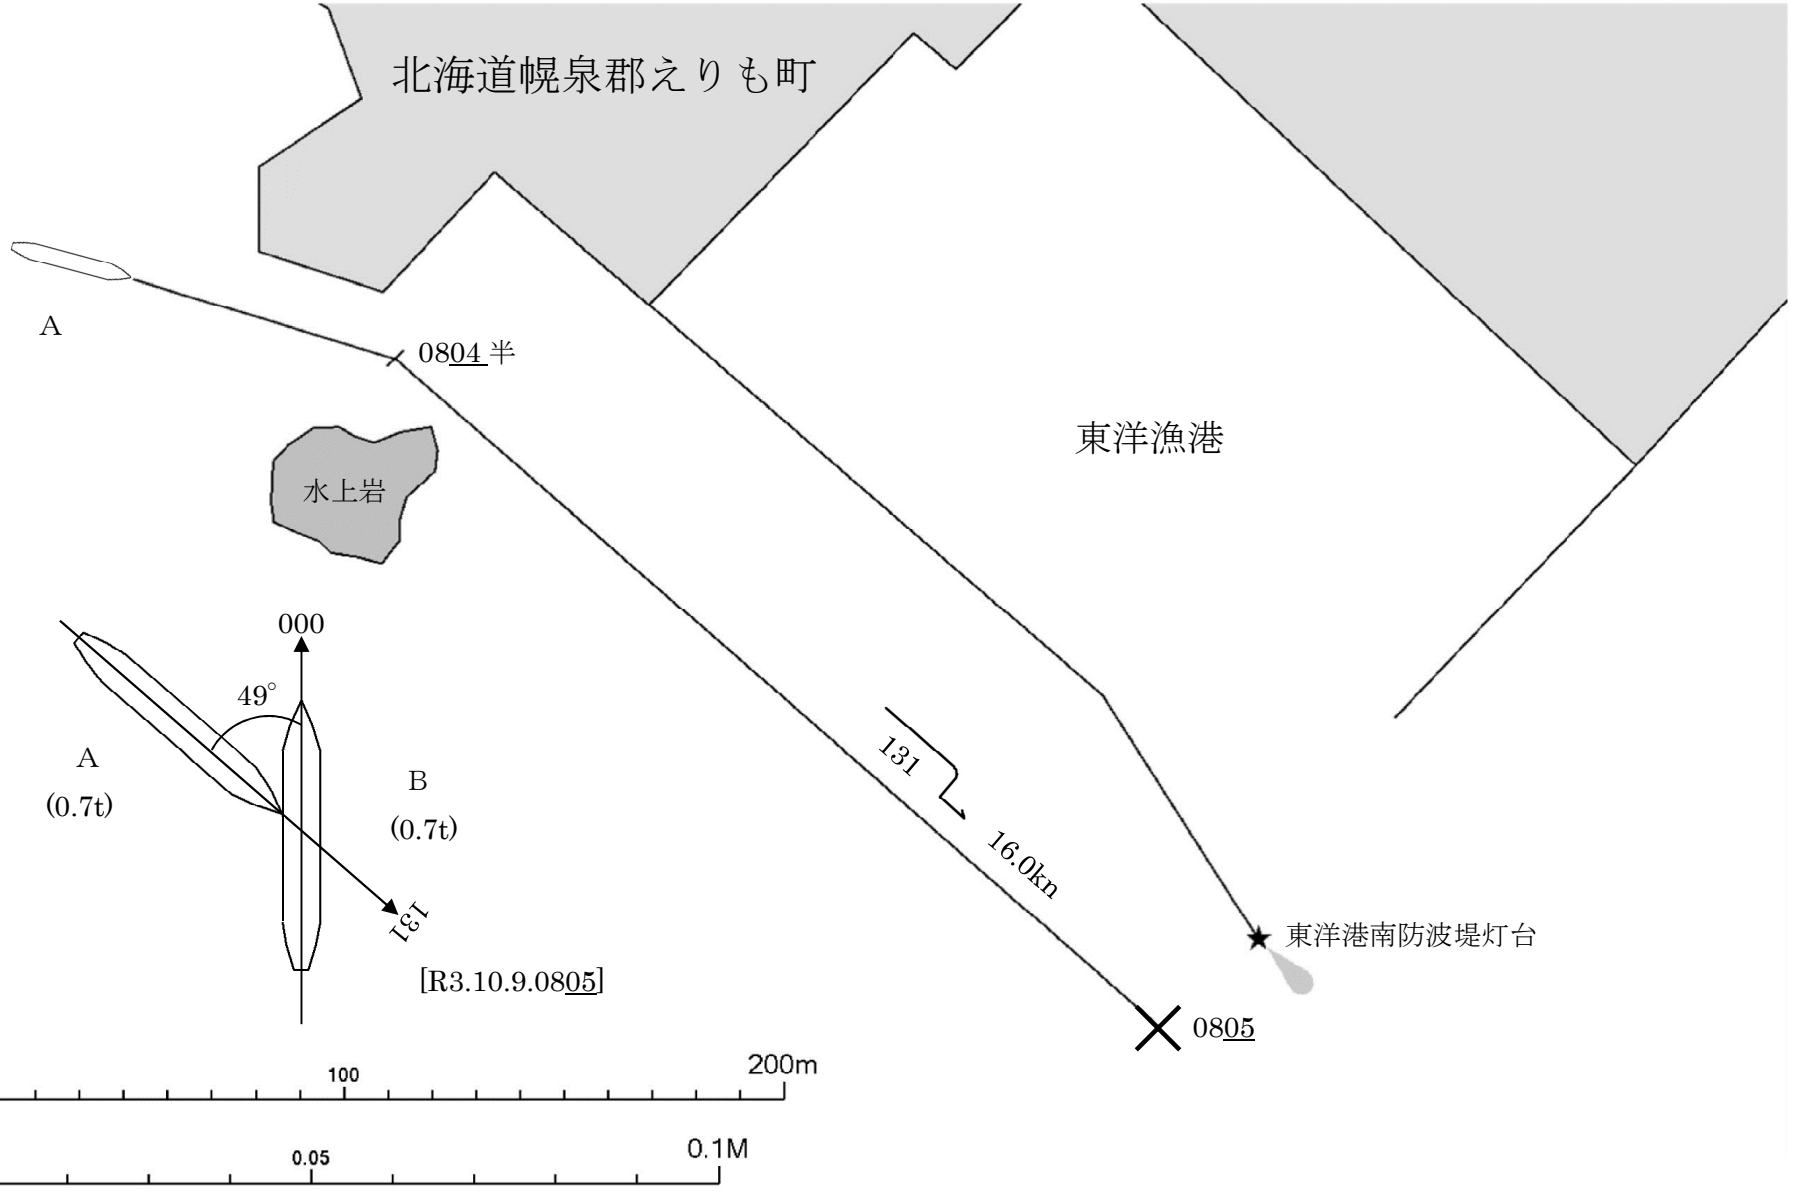 北海道幌泉郡えりも町
A
0804半
東洋漁港
水上岩
000
49°
A
(0.7t)
B
(0.7t)
131
[R3.10.9.0805]
131
16.0kn
東洋港南防波堤灯台
0805
100
200m
0.05
0.1M